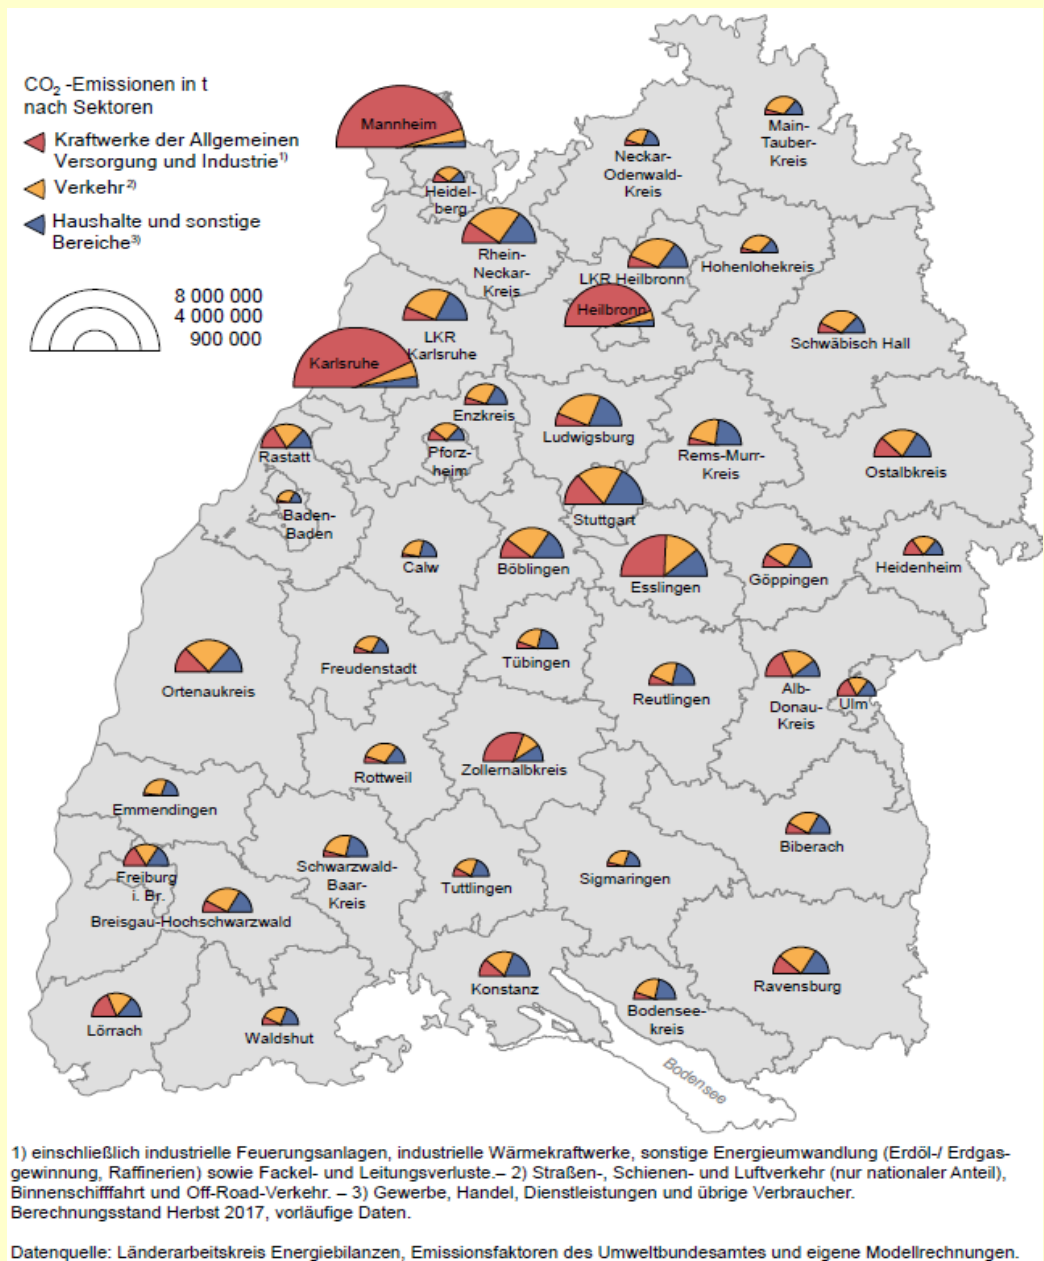 CO₂ -Emissionen in t
nach Sektoren
Kraftwerke der Allgemeinen
Versorgung und Industrie¹⁾
Verkehr²⁾
Haushalte und sonstige
Bereiche³⁾
8 000 000
4 000 000
900 000
Mannheim
Heidel-
berg
Neckar-
Odenwald-
Kreis
Main-
Tauber-
Kreis
Rhein-
Neckar-
Kreis
LKR Heilbronn
Hohenlohekreis
Heilbronn
LKR
Karlsruhe
Schwäbisch Hall
Karlsruhe
Enzkreis
Ludwigsburg
Rems-Murr-
Kreis
Ostalbkreis
Rastatt
Pforz-
heim
Baden-
Baden
Stuttgart
Calw
Böblingen
Esslingen
Göppingen
Heidenheim
Ortenaukreis
Freudenstadt
Tübingen
Reutlingen
Alb-
Donau-
Kreis
Ulm
Rottweil
Zollernalbkreis
Emmendingen
Biberach
Freiburg
i. Br.
Schwarzwald-
Baar-
Kreis
Tuttlingen
Sigmaringen
Breisgau-Hochschwarzwald
Konstanz
Bodensee-
kreis
Ravensburg
Lörrach
Waldshut
Bodensee
1) einschließlich industrielle Feuerungsanlagen, industrielle Wärmekraftwerke, sonstige Energieumwandlung (Erdöl-/ Erdgas-
gewinnung, Raffinerien) sowie Fackel- und Leitungsverluste.– 2) Straßen-, Schienen- und Luftverkehr (nur nationaler Anteil),
Binnenschifffahrt und Off-Road-Verkehr. – 3) Gewerbe, Handel, Dienstleistungen und übrige Verbraucher.
Berechnungsstand Herbst 2017, vorläufige Daten.
Datenquelle: Länderarbeitskreis Energiebilanzen, Emissionsfaktoren des Umweltbundesamtes und eigene Modellrechnungen.